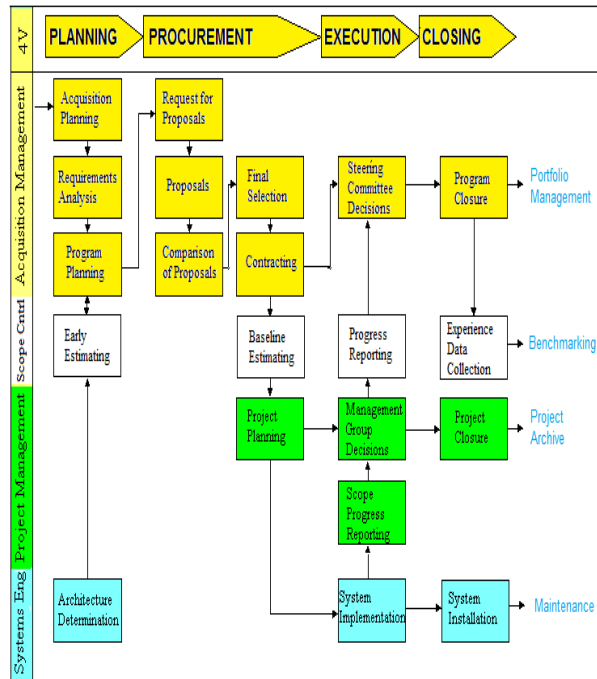 4V
PLANNING
PROCUREMENT
EXECUTION
CLOSING
Acquisition Management
Acquisition
Planning
Request for
Proposals
Requirements
Analysis
Proposals
Final
Selection
Steering
Committee
Decisions
Program
Closure
Portfolio
Management
Program
Planning
Comparison
of Proposals
Contracting
Scope Cntrl
Early
Estimating
Baseline
Estimating
Progress
Reporting
Experience
Data
Collection
Benchmarking
Project Management
Project
Planning
Management
Group
Decisions
Project
Closure
Project
Archive
Scope
Progress
Reporting
Systems Eng
Architecture
Determination
System
Implementation
System
Installation
Maintenance